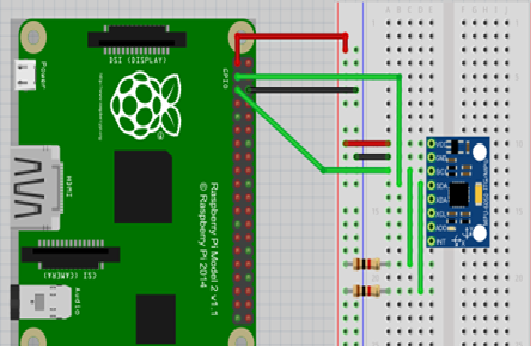 DSI (DISPLAY)
GPIO
Power
HDMI
Raspberry Pi Model 2 v1.1
© Raspberry Pi 2014
CSI (CAMERA)
Audio
VCC
GND
SCL
SDA
XDA
XCL
ADO
INT